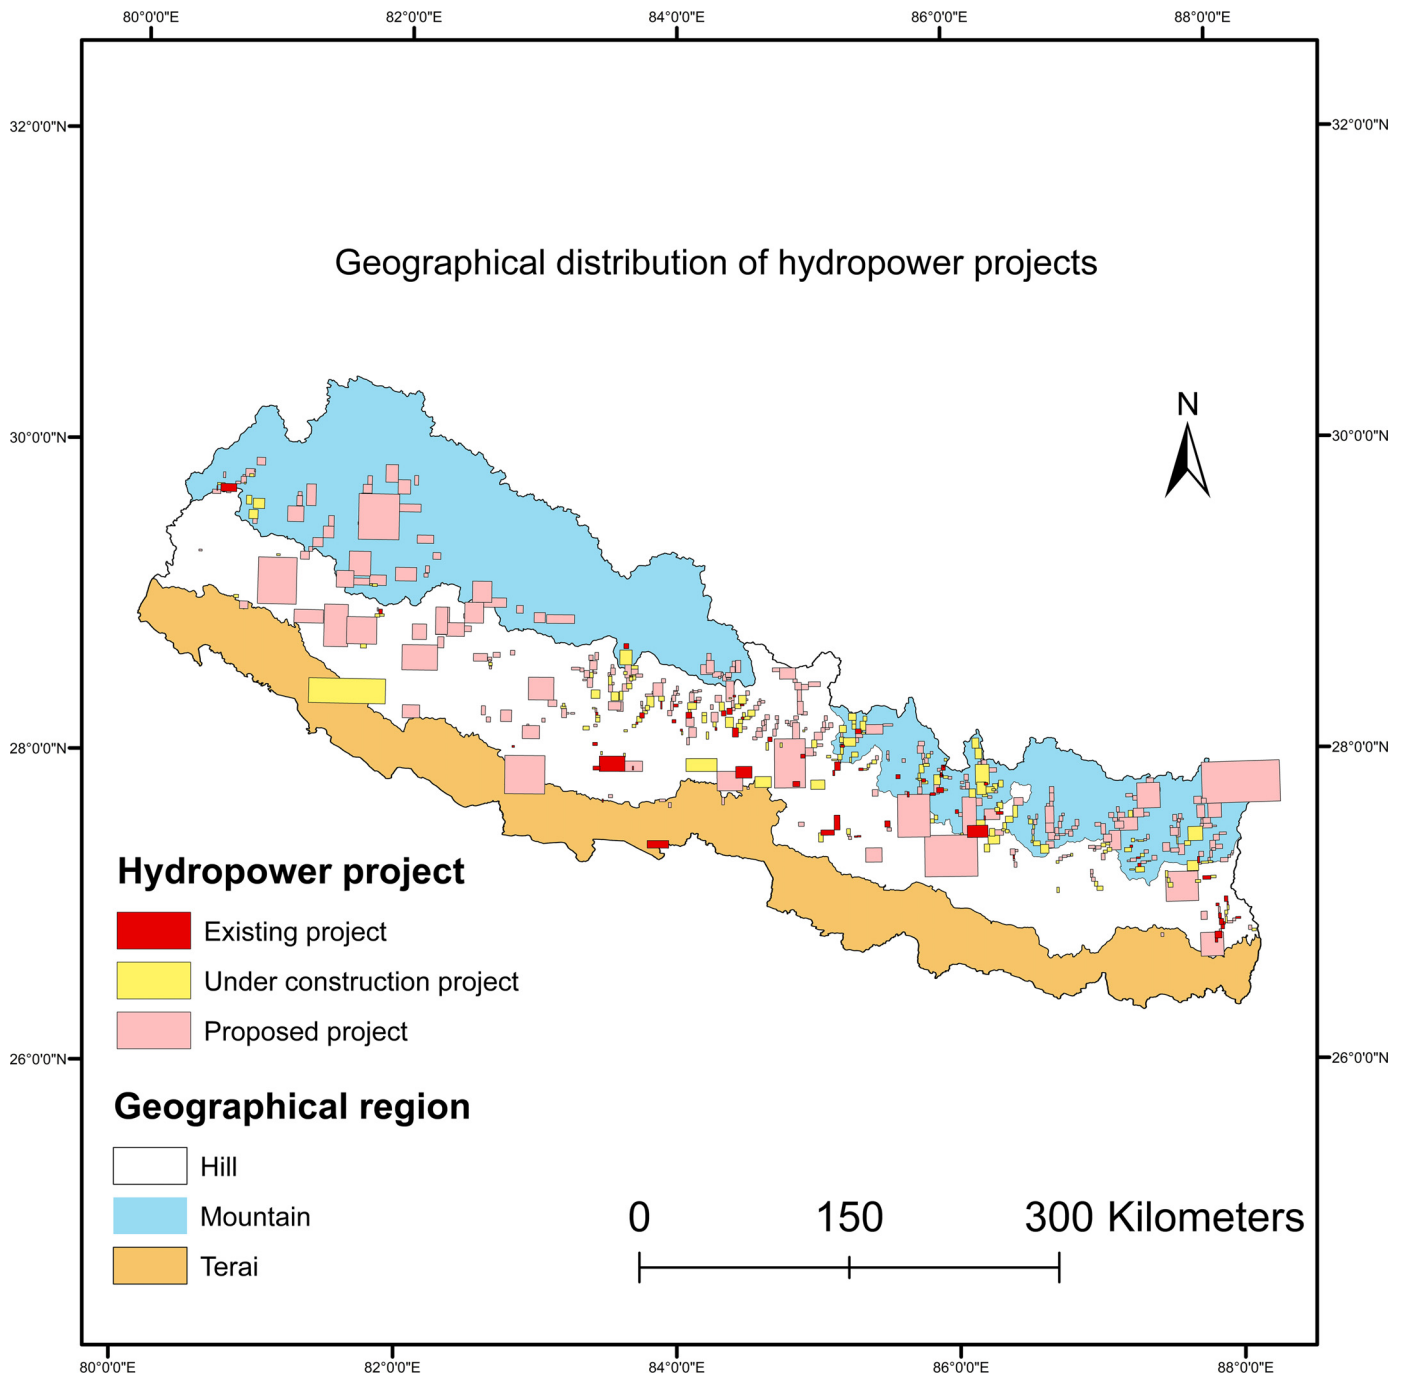 80°0'0"E 82°0'0"E 84°0'0"E 86°0'0"E 88°0'0"E
32°0'0"N 32°0'0"N
Geographical distribution of hydropower projects
N
30°0'0"N 30°0'0"N
28°0'0"N 28°0'0"N
Hydropower project
Existing project
Under construction project
Proposed project
26°0'0"N 26°0'0"N
Geographical region
Hill
Mountain
Terai
0 150 300 Kilometers
80°0'0"E 82°0'0"E 84°0'0"E 86°0'0"E 88°0'0"E